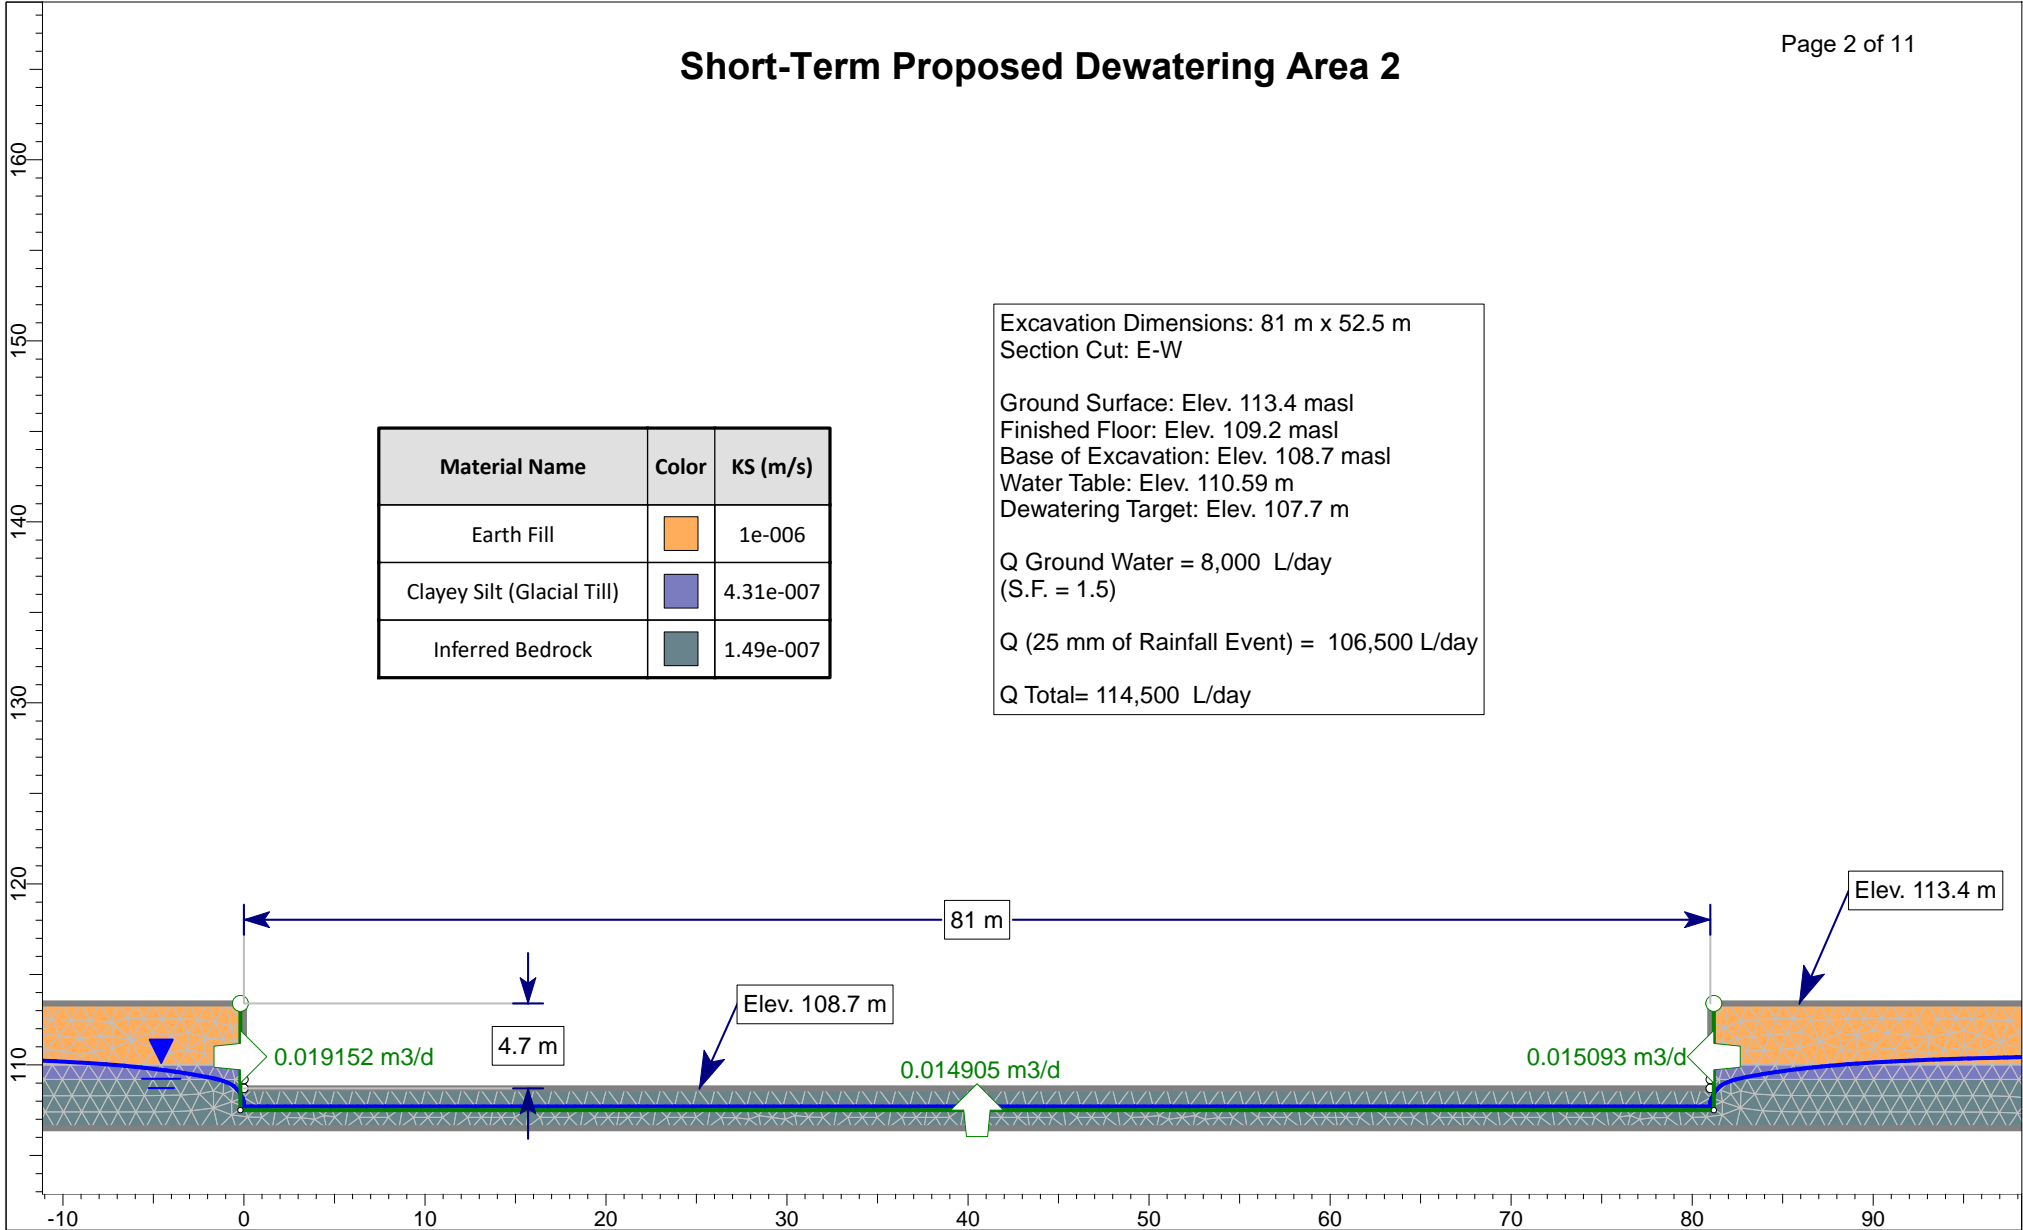 Page 2 of 11
Short-Term Proposed Dewatering Area 2
Material Name Color KS (m/s)
Earth Fill 1e-006
Clayey Silt (Glacial Till) 4.31e-007
Inferred Bedrock 1.49e-007
Excavation Dimensions: 81 m x 52.5 m
Section Cut: E-W
Ground Surface: Elev. 113.4 masl
Finished Floor: Elev. 109.2 masl
Base of Excavation: Elev. 108.7 masl
Water Table: Elev. 110.59 m
Dewatering Target: Elev. 107.7 m
Q Ground Water = 8,000 L/day
(S.F. = 1.5)
Q (25 mm of Rainfall Event) = 106,500 L/day
Q Total= 114,500 L/day
160
150
140
130
120
110
81 m
Elev. 113.4 m
Elev. 108.7 m
4.7 m
0.019152 m3/d
0.014905 m3/d
0.015093 m3/d
-10 0 10 20 30 40 50 60 70 80 90